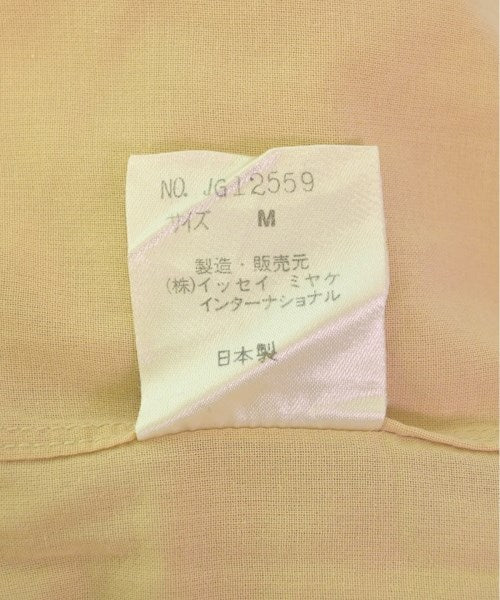 NO. JG12559
サイズ M
製造・販売元
(株)イッセイ ミヤケ
インターナショナル
日本製